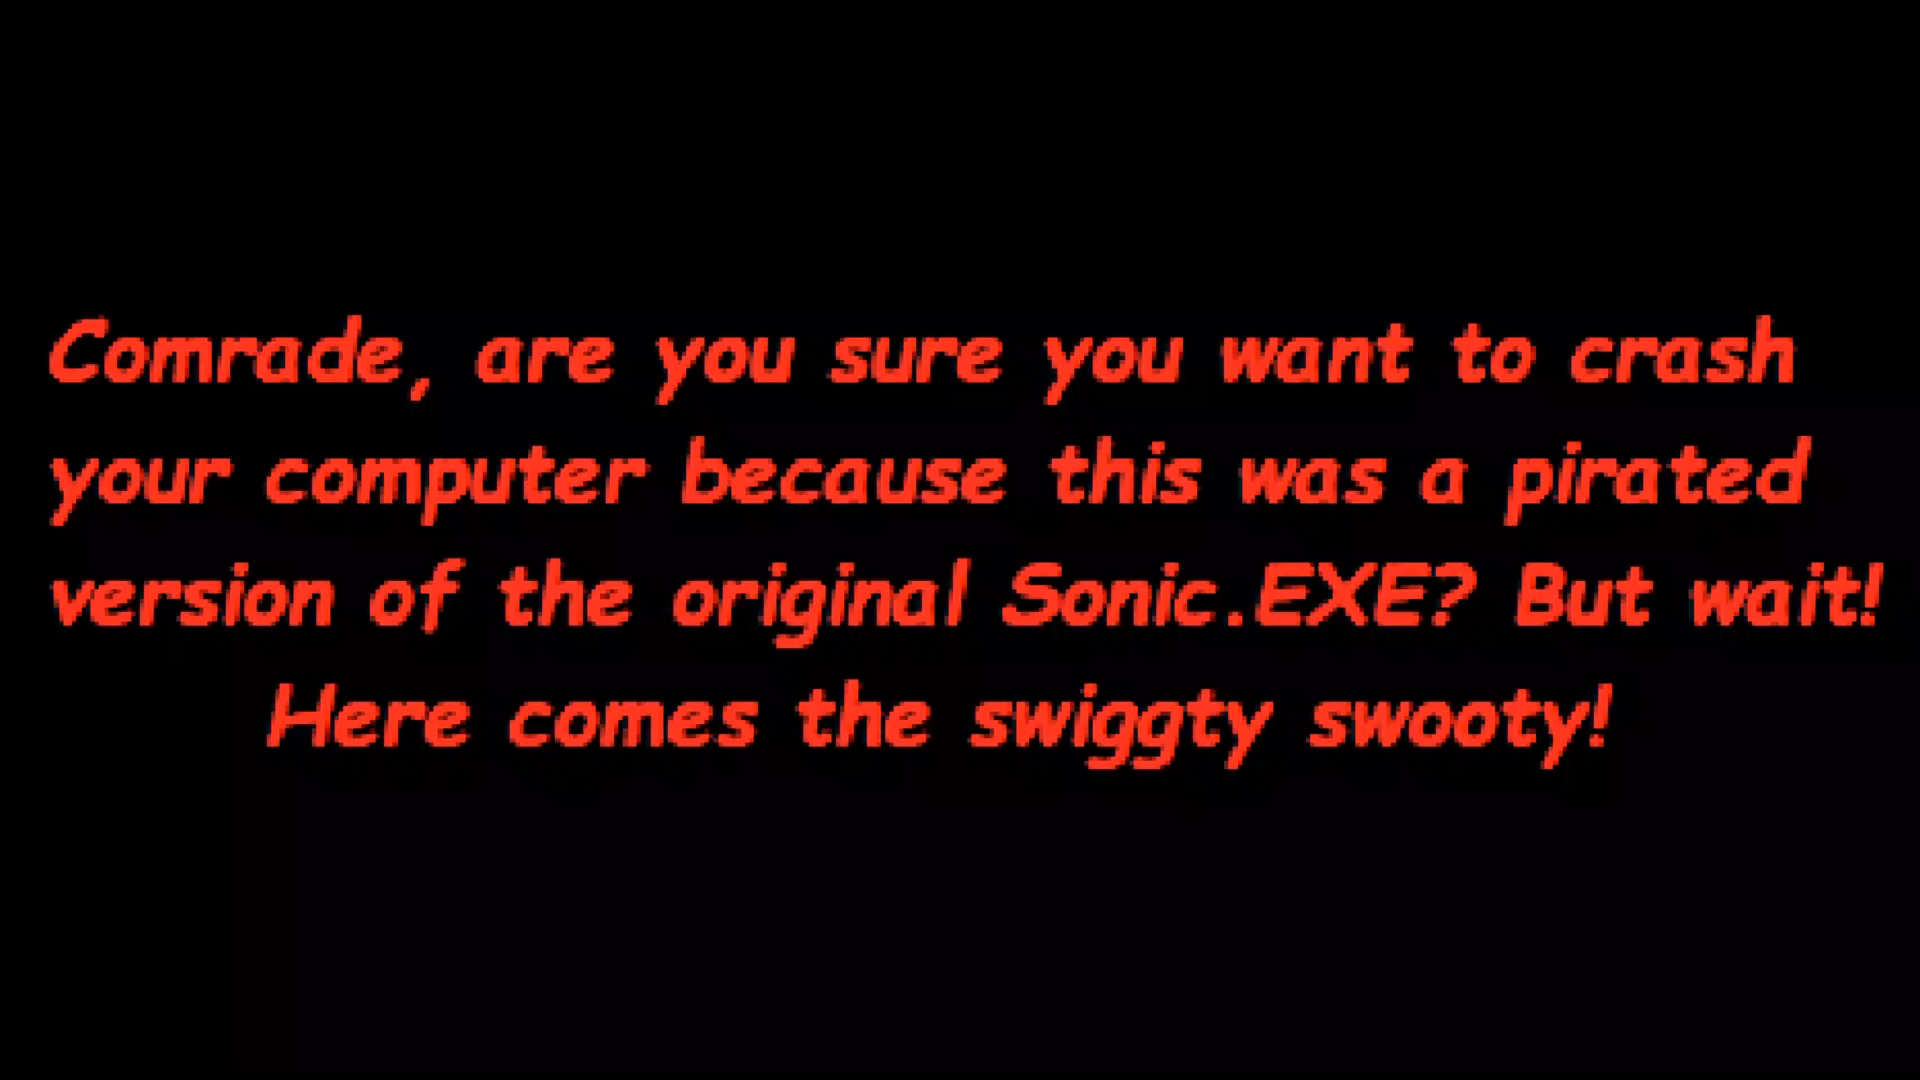 Comrade, are you sure you want to crash
your computer because this was a pirated
version of the original Sonic.EXE? But wait!
Here comes the swiggty swooty!